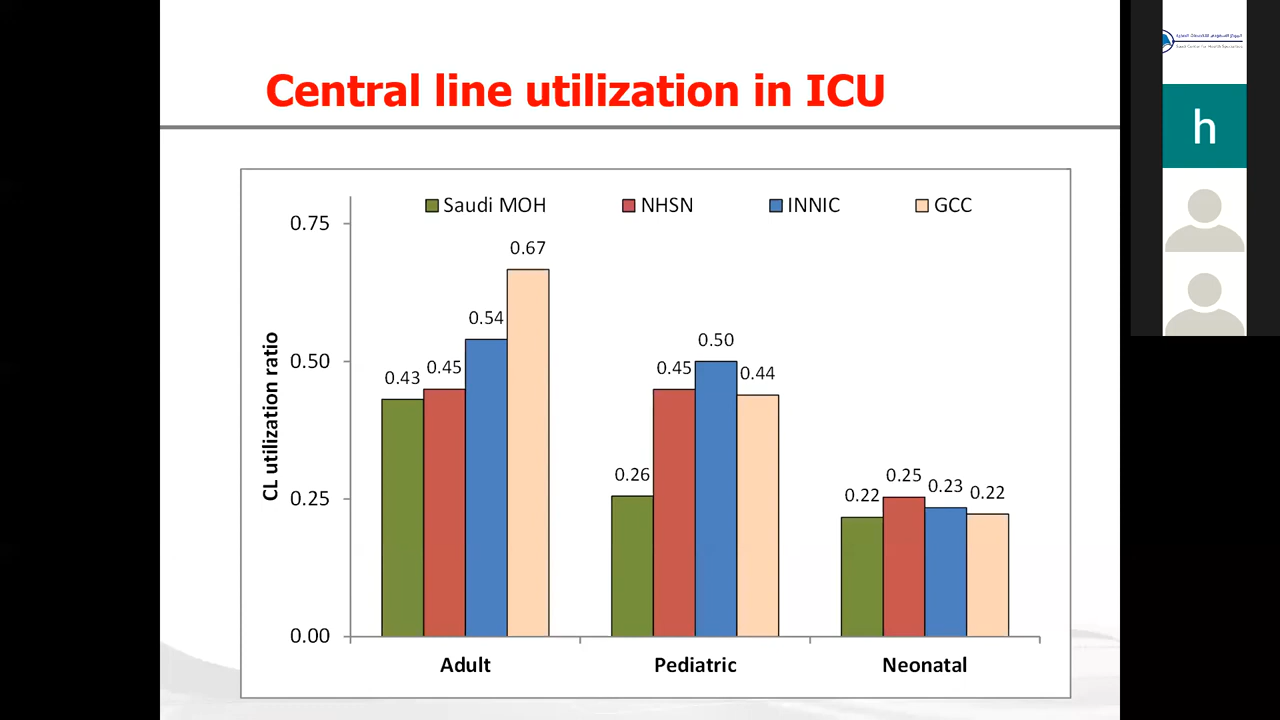 Central line utilization in ICU
Saudi MOH NHSN INNIC GCC
CL utilization ratio
0.75
0.50
0.25
0.00
0.43 0.45 0.54 0.67
0.26 0.45 0.50 0.44
0.22 0.25 0.23 0.22
Adult Pediatric Neonatal
h